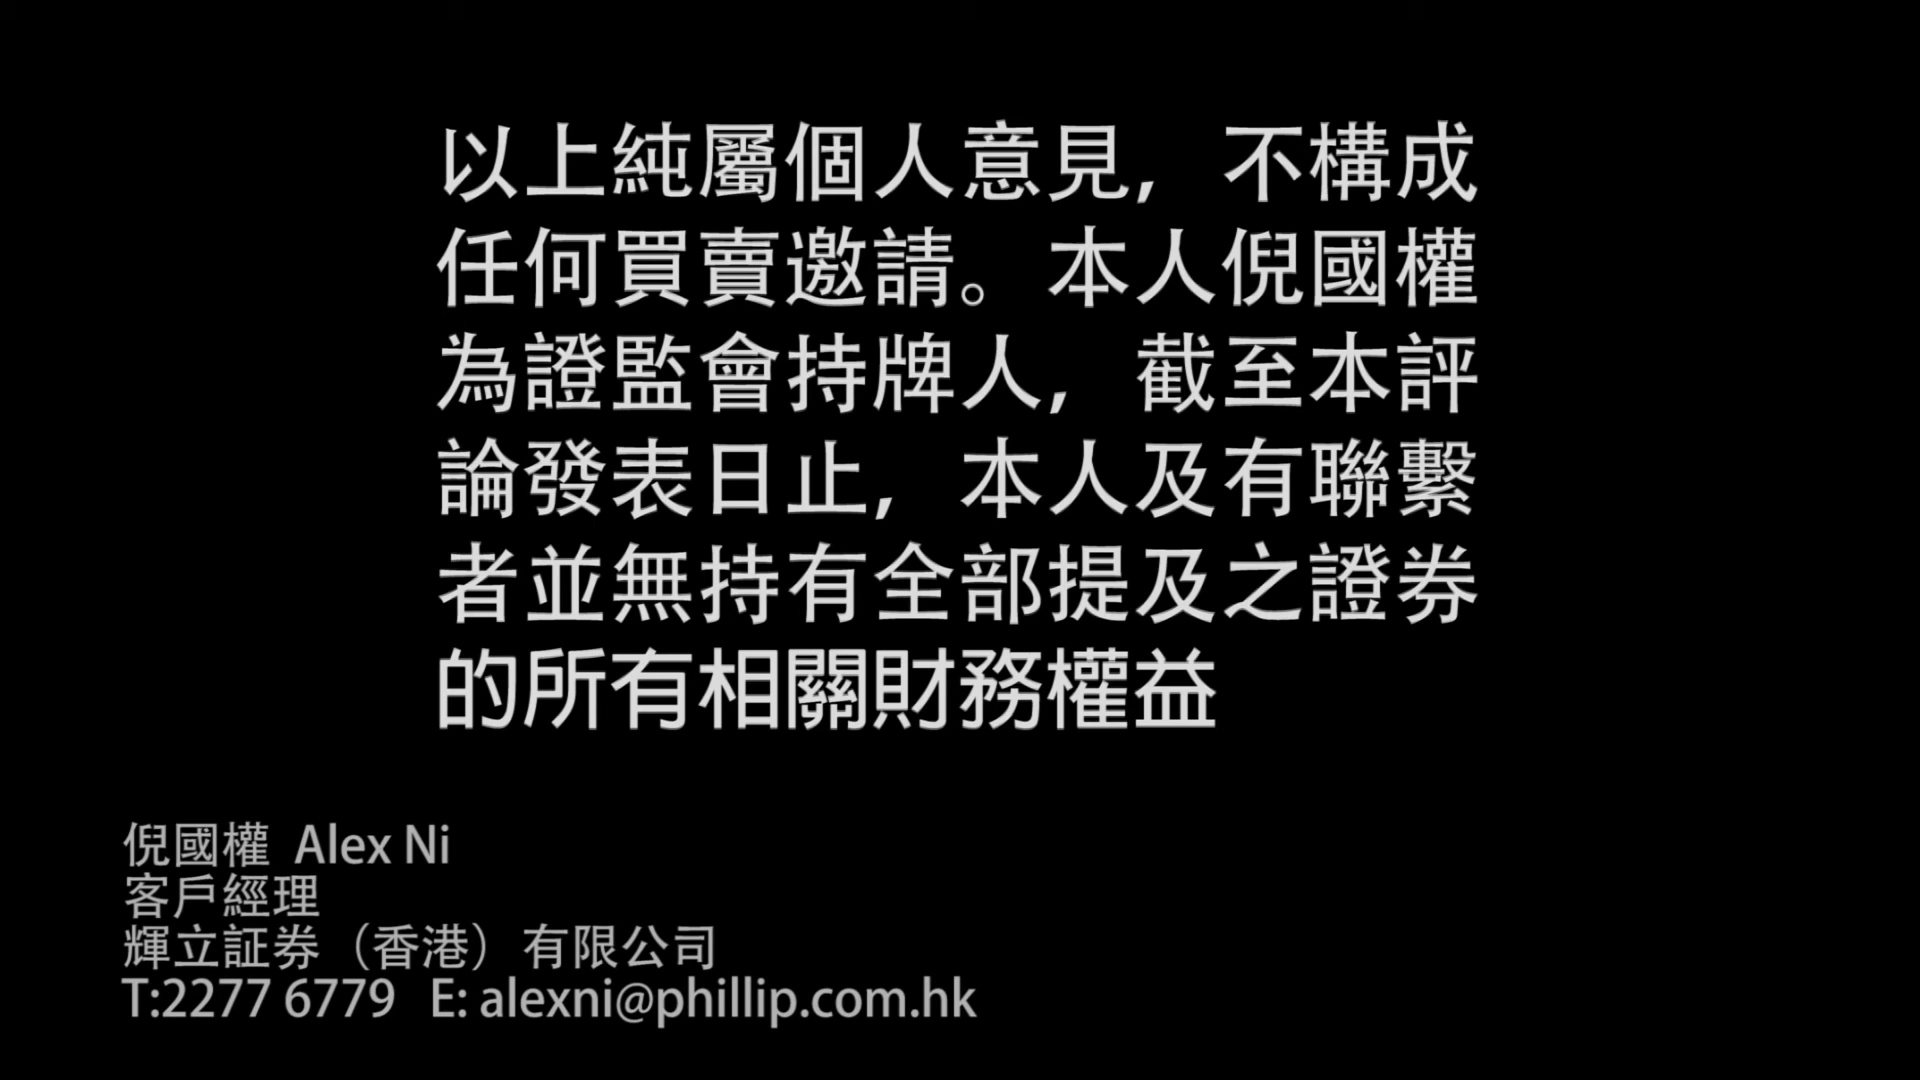 以上純屬個人意見，不構成
任何買賣邀請。本人倪國權
為證監會持牌人，截至本評
論發表日止，本人及有聯繫
者並無持有全部提及之證券
的所有相關財務權益
倪國權 Alex Ni
客戶經理
輝立証券（香港）有限公司
T:2277 6779 E: alexni@phillip.com.hk